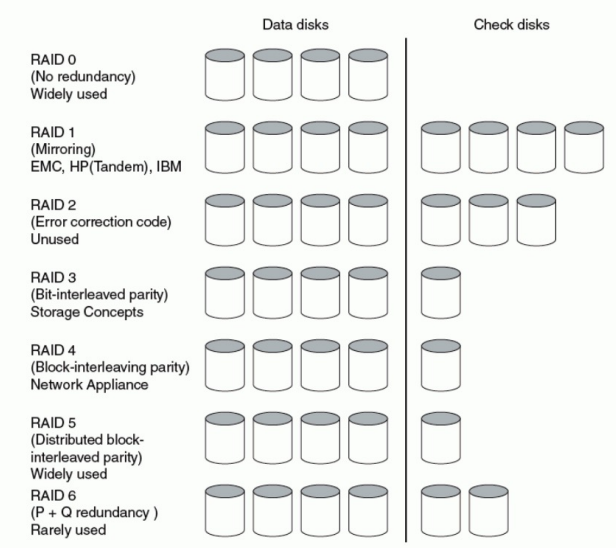 Data disks
Check disks
RAID 0
(No redundancy)
Widely used
RAID 1
(Mirroring)
EMC, HP(Tandem), IBM
RAID 2
(Error correction code)
Unused
RAID 3
(Bit-interleaved parity)
Storage Concepts
RAID 4
(Block-interleaving parity)
Network Appliance
RAID 5
(Distributed block-
interleaved parity)
Widely used
RAID 6
(P + Q redundancy )
Rarely used